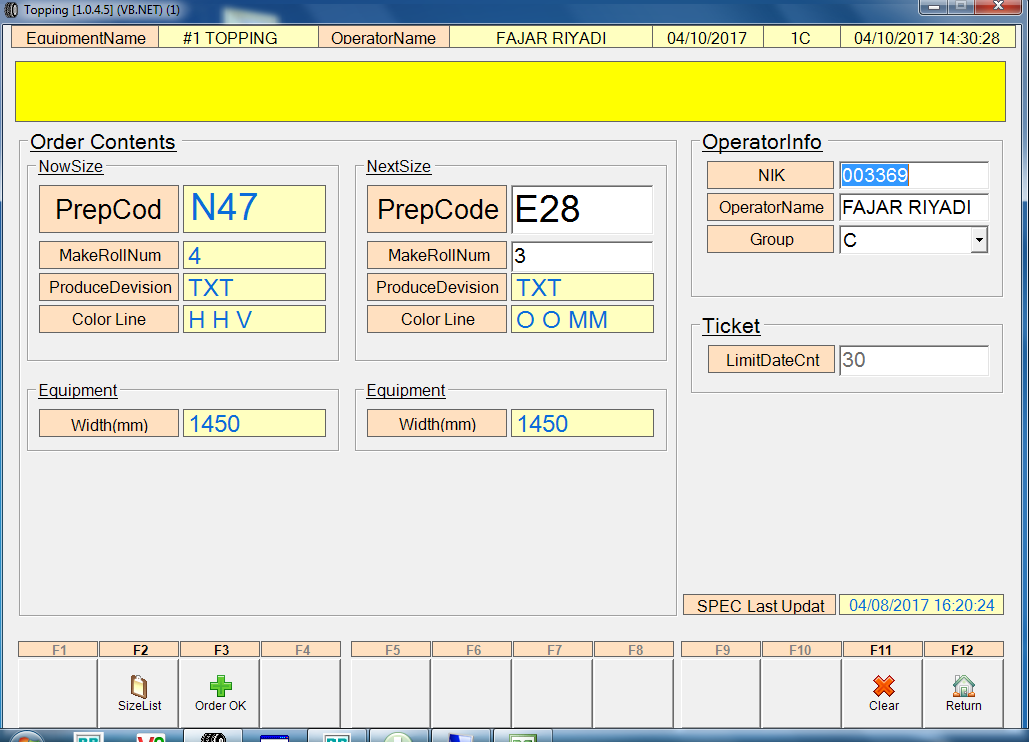 Topping [1.0.4.5] (VB.NET) (1)
EquipmentName #1 TOPPING OperatorName FAJAR RIYADI 04/10/2017 1C 04/10/2017 14:30:28
Order Contents
NowSize
PrepCod N47
MakeRollNum 4
ProduceDevision TXT
Color Line H H V
Equipment
Width(mm) 1450
NextSize
PrepCode E28
MakeRollNum 3
ProduceDevision TXT
Color Line O O MM
Equipment
Width(mm) 1450
OperatorInfo
NIK 003369
OperatorName FAJAR RIYADI
Group C
Ticket
LimitDateCnt 30
SPEC Last Updat 04/08/2017 16:20:24
F1 F2 F3 F4 F5 F6 F7 F8 F9 F10 F11 F12
SizeList Order OK Clear Return